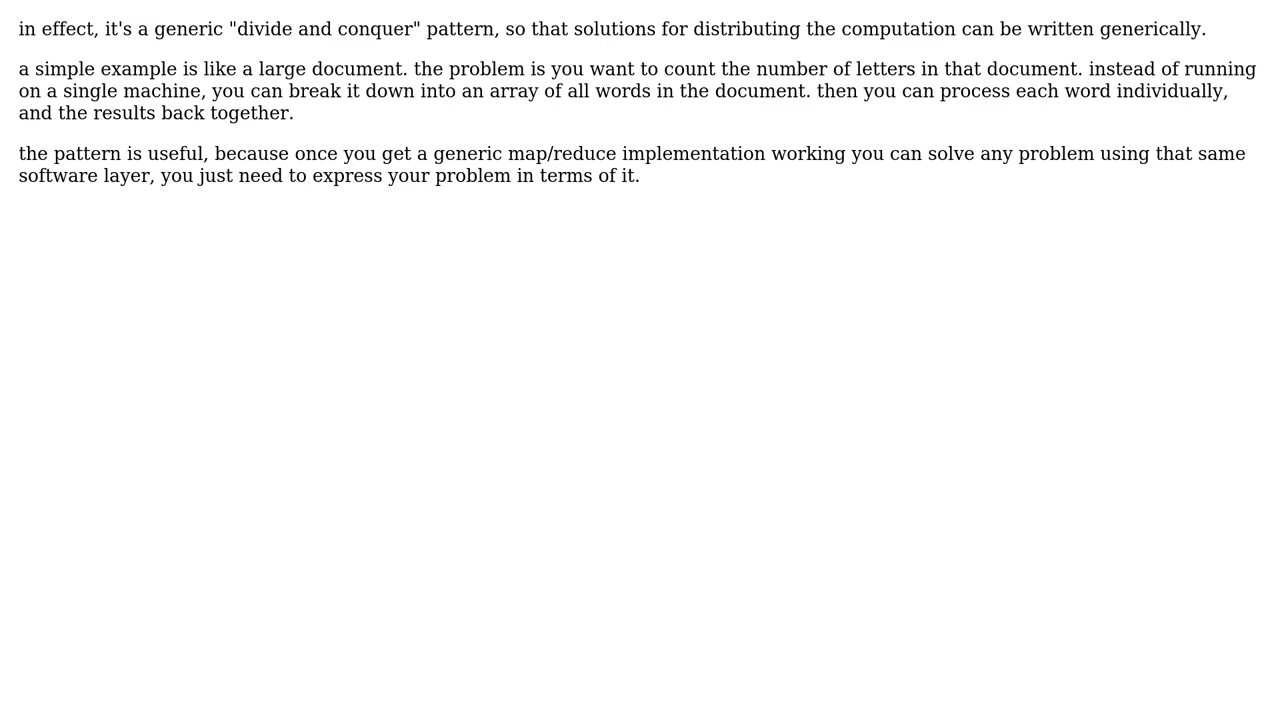 in effect, it's a generic "divide and conquer" pattern, so that solutions for distributing the computation can be written generically.
a simple example is like a large document. the problem is you want to count the number of letters in that document. instead of running
on a single machine, you can break it down into an array of all words in the document. then you can process each word individually,
and the results back together.
the pattern is useful, because once you get a generic map/reduce implementation working you can solve any problem using that same
software layer, you just need to express your problem in terms of it.